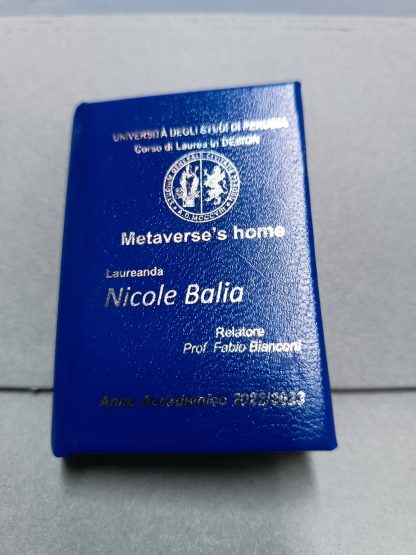 UNIVERSITÀ DEGLI STUDI DI PERUGIA
Corso di Laurea in DESIGN
Metaverse's home
Laureanda
Nicole Balia
Relatore
Prof. Fabio Bianconi
Anno Accademico 2022/2023